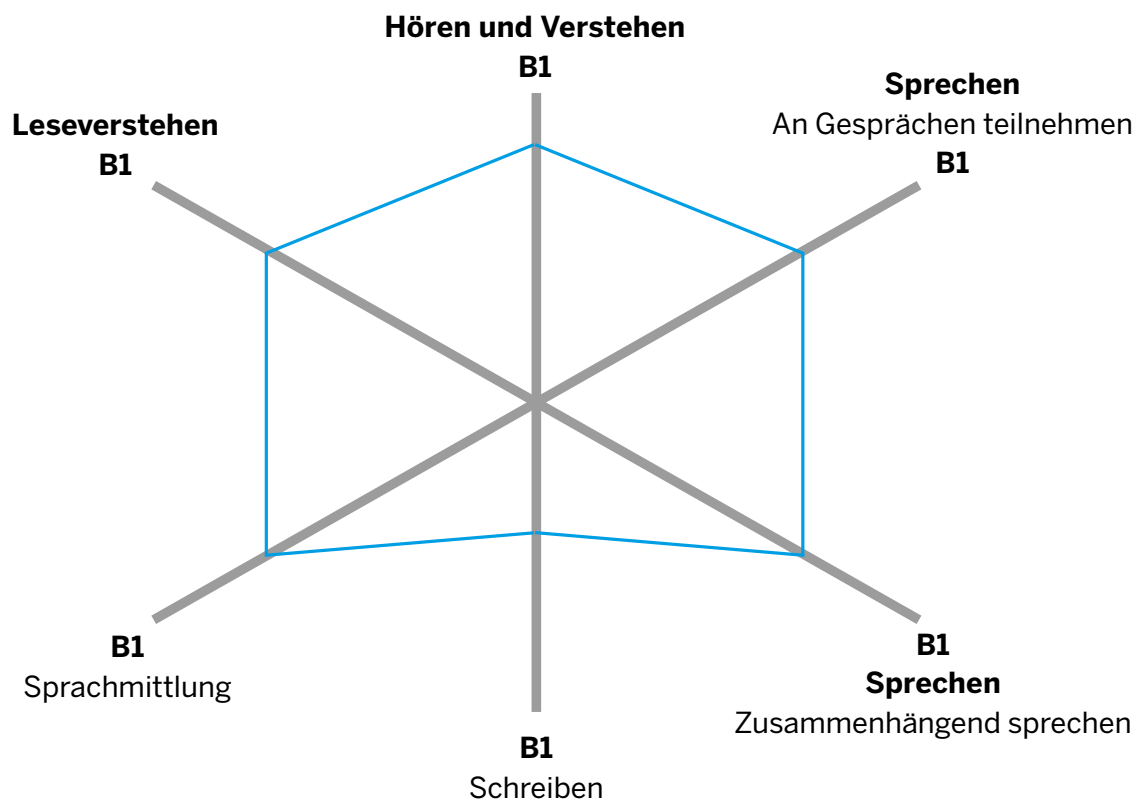 Hören und Verstehen
B1
Sprechen
An Gesprächen teilnehmen
B1
Leseverstehen
B1
B1
Sprachmittlung
B1
Sprechen
Zusammenhängend sprechen
B1
Schreiben